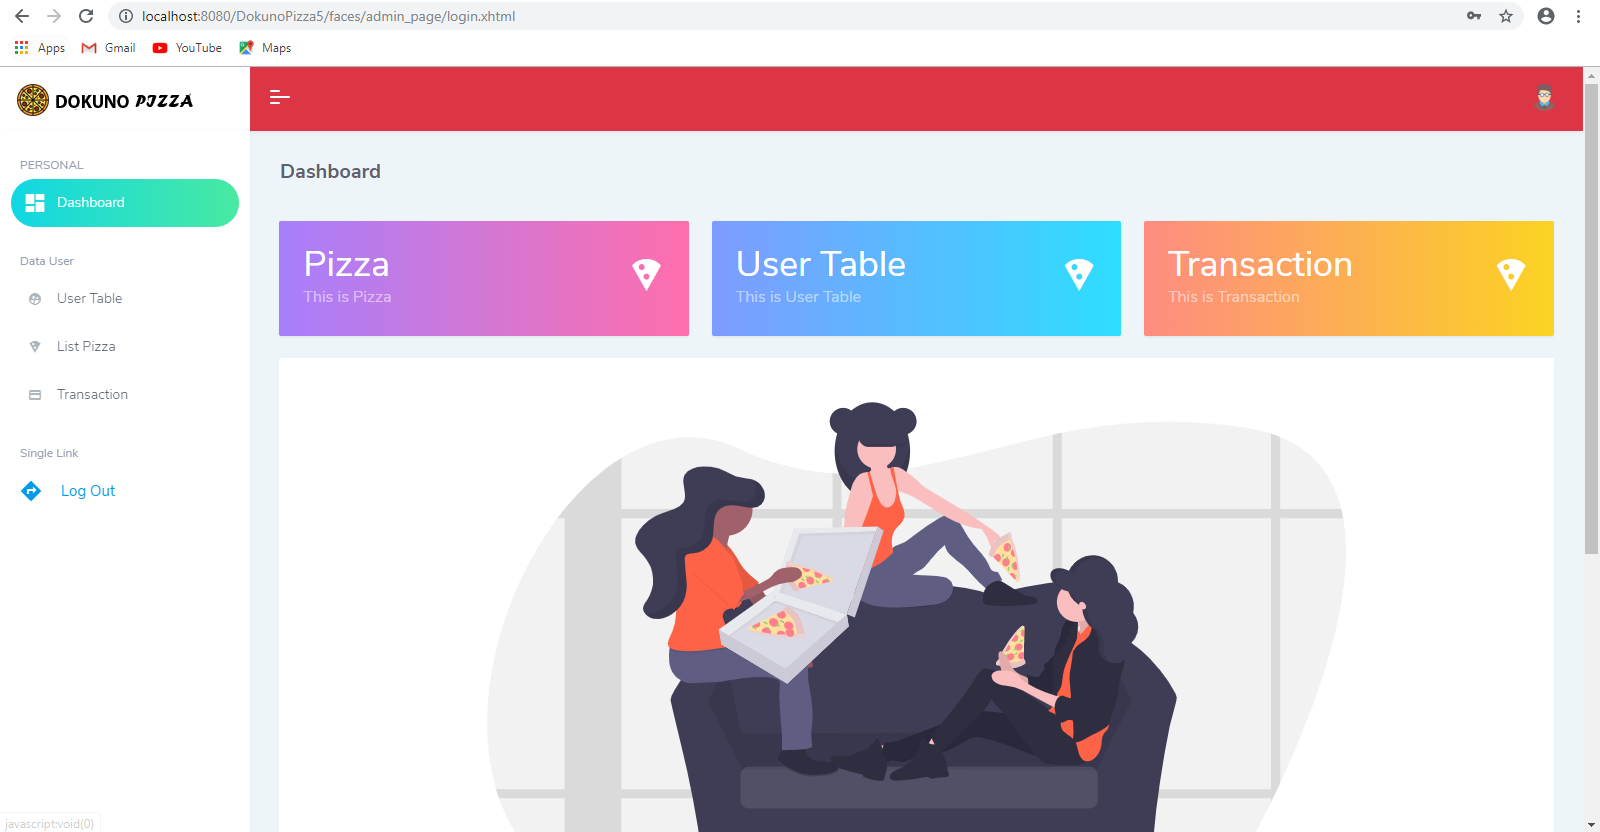 localhost:8080/DokunoPizza5/faces/admin_page/login.xhtml
Apps Gmail YouTube Maps
DOKUNO PIZZA
PERSONAL
Dashboard
Data User
User Table
List Pizza
Transaction
Single Link
Log Out
Dashboard
Pizza
This is Pizza
User Table
This is User Table
Transaction
This is Transaction
javascript:void(0)